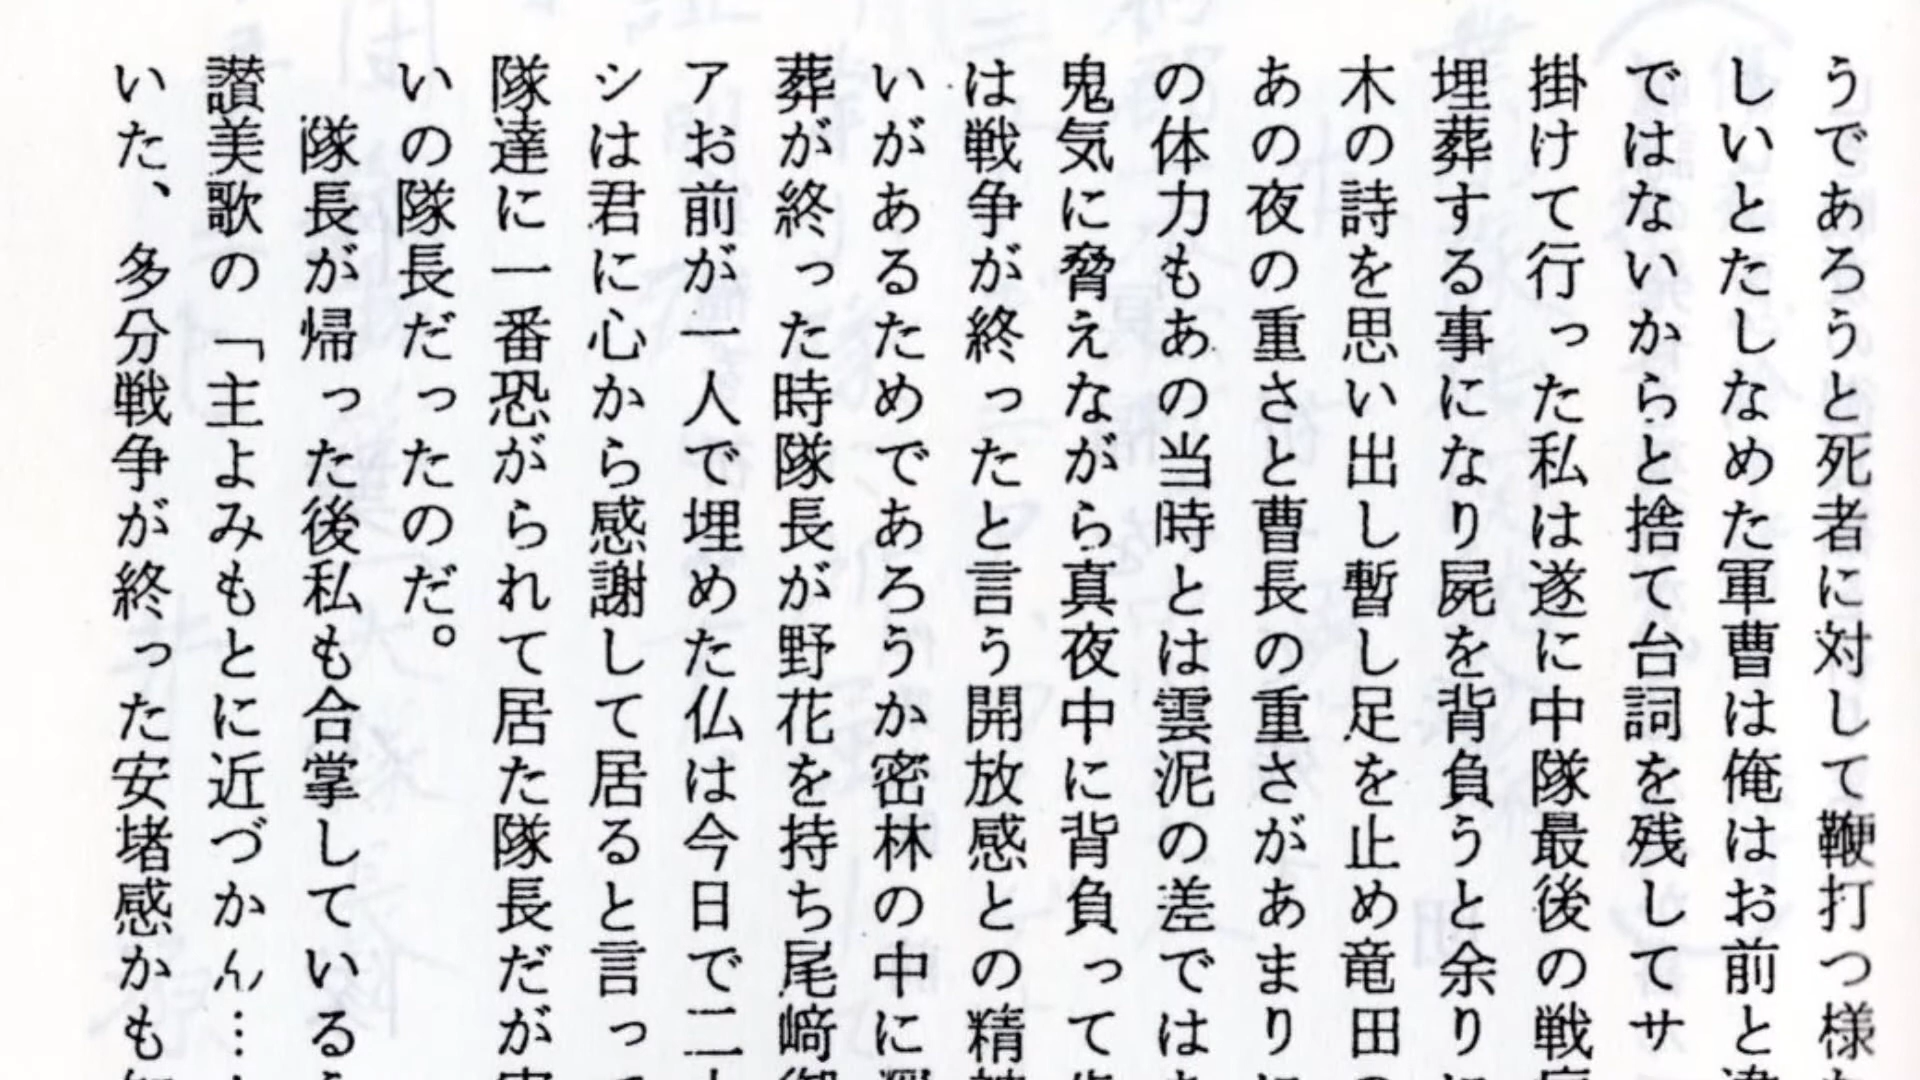 うであろうと死者に対して鞭打つ様
しいとたしなめた軍曹は俺はお前と
ではないからと捨て台詞を残してサ
掛けて行った私は遂に中隊最後の戦
埋葬する事になり屍を背負うと余り
木の詩を思い出し暫し足を止め竜田
あの夜の重さと曹長の重さがあまり
の体力もあの当時とは雲泥の差では
鬼気に脅えながら真夜中に背負って
は戦争が終ったと言う開放感との精
いがあるためであろうか密林の中に
葬が終った時隊長が野花を持ち尾﨑
アお前が一人で埋めた仏は今日で二
シは君に心から感謝して居ると言っ
隊達に一番恐がられて居た隊長だが
いの隊長だったのだ。
隊長が帰った後私も合掌している
讃美歌の「主よみもとに近づかん…
いた、多分戦争が終った安堵感かも